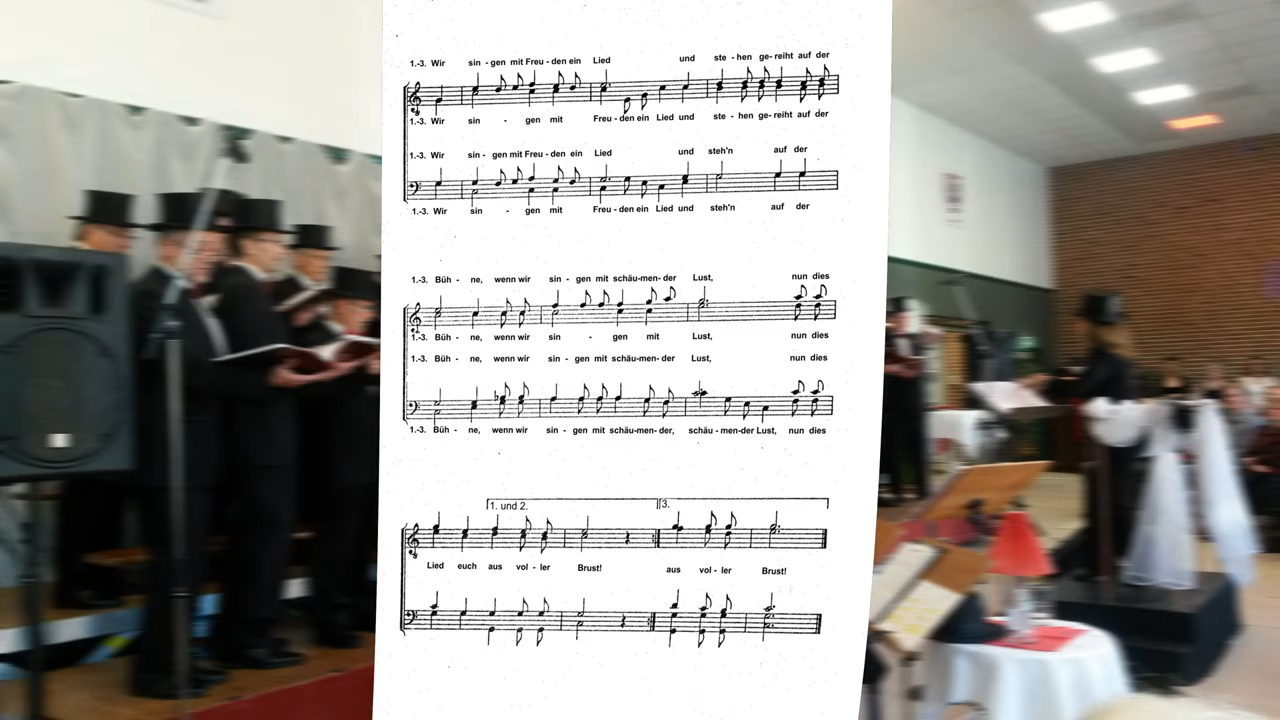 1.-3. Wir sin - gen mit Freu - den ein Lied und ste - hen ge - reiht auf der
1.-3. Wir sin - gen mit Freu - den ein Lied und ste - hen ge - reiht auf der
1.-3. Wir sin - gen mit Freu - den ein Lied und steh'n auf der
1.-3. Wir sin - gen mit Freu - den ein Lied und steh'n auf der
1.-3. Büh - ne, wenn wir sin - gen mit schäu-men- der Lust, nun dies
1.-3. Büh - ne, wenn wir sin - gen mit Lust, nun dies
1.-3. Büh - ne, wenn wir sin - gen mit schäu-men- der Lust, nun dies
1.-3. Büh - ne, wenn wir sin - gen mit schäu-men- der, schäu - men-der Lust, nun dies
1. und 2. 3.
Lied euch aus vol - ler Brust! aus vol - ler Brust!